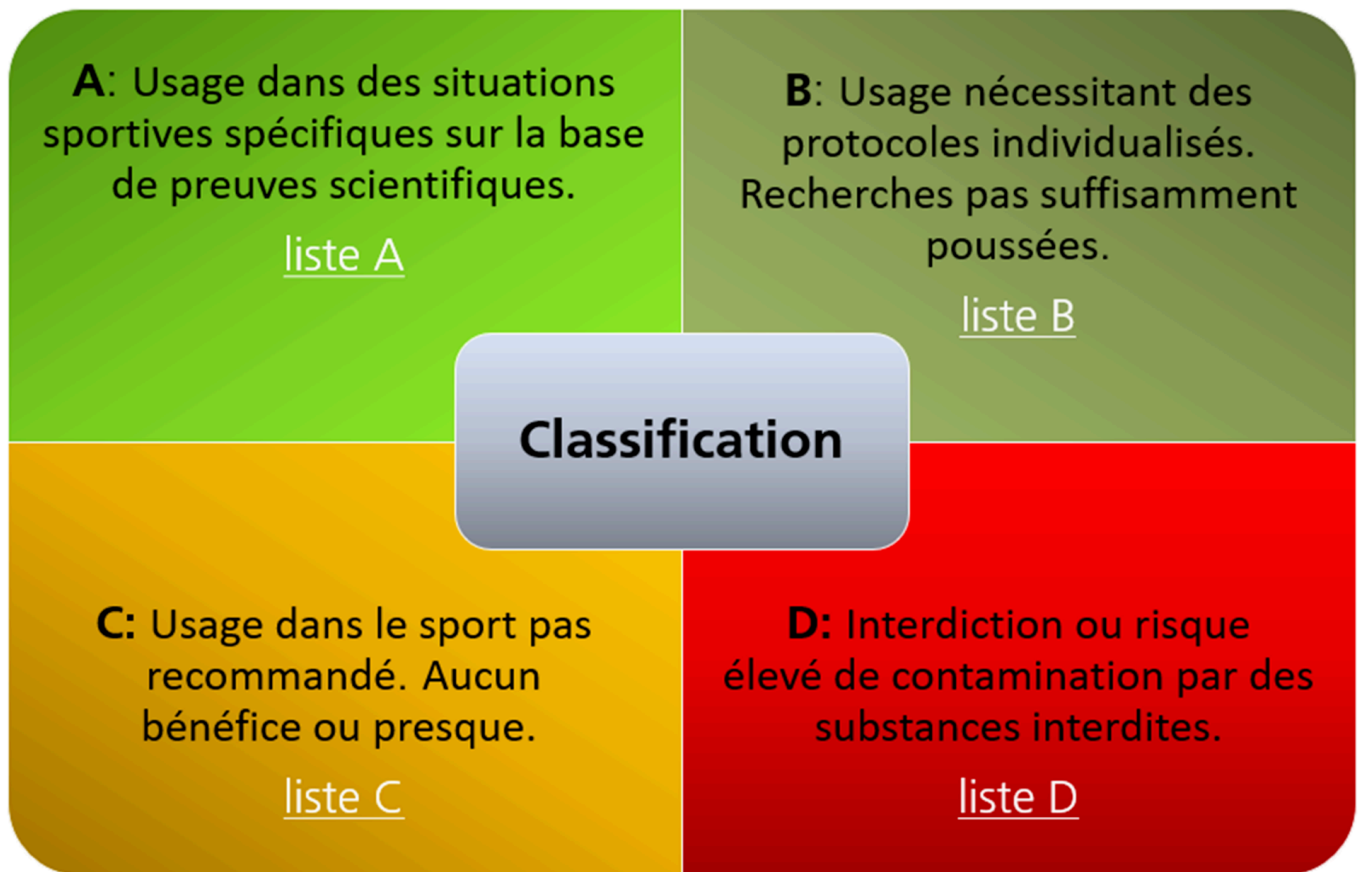 A: Usage dans des situations
sportives spécifiques sur la base
de preuves scientifiques.
liste A
B: Usage nécessitant des
protocoles individualisés.
Recherches pas suffisamment
poussées.
liste B
Classification
C: Usage dans le sport pas
recommandé. Aucun
bénéfice ou presque.
liste C
D: Interdiction ou risque
élevé de contamination par des
substances interdites.
liste D